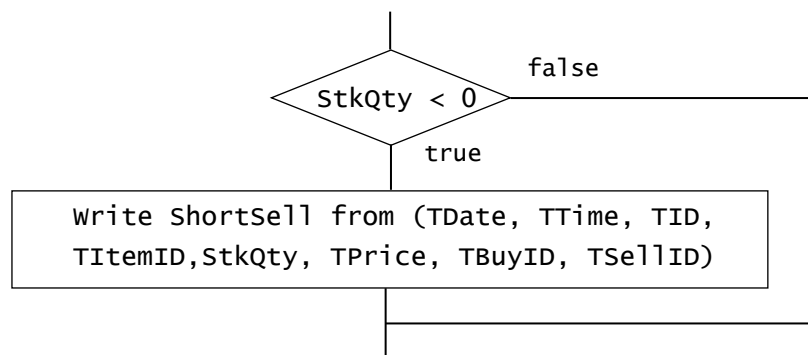 false
StkQty < 0
true
Write ShortSell from (TDate, TTime, TID,
TItemID,StkQty, TPrice, TBuyID, TSellID)